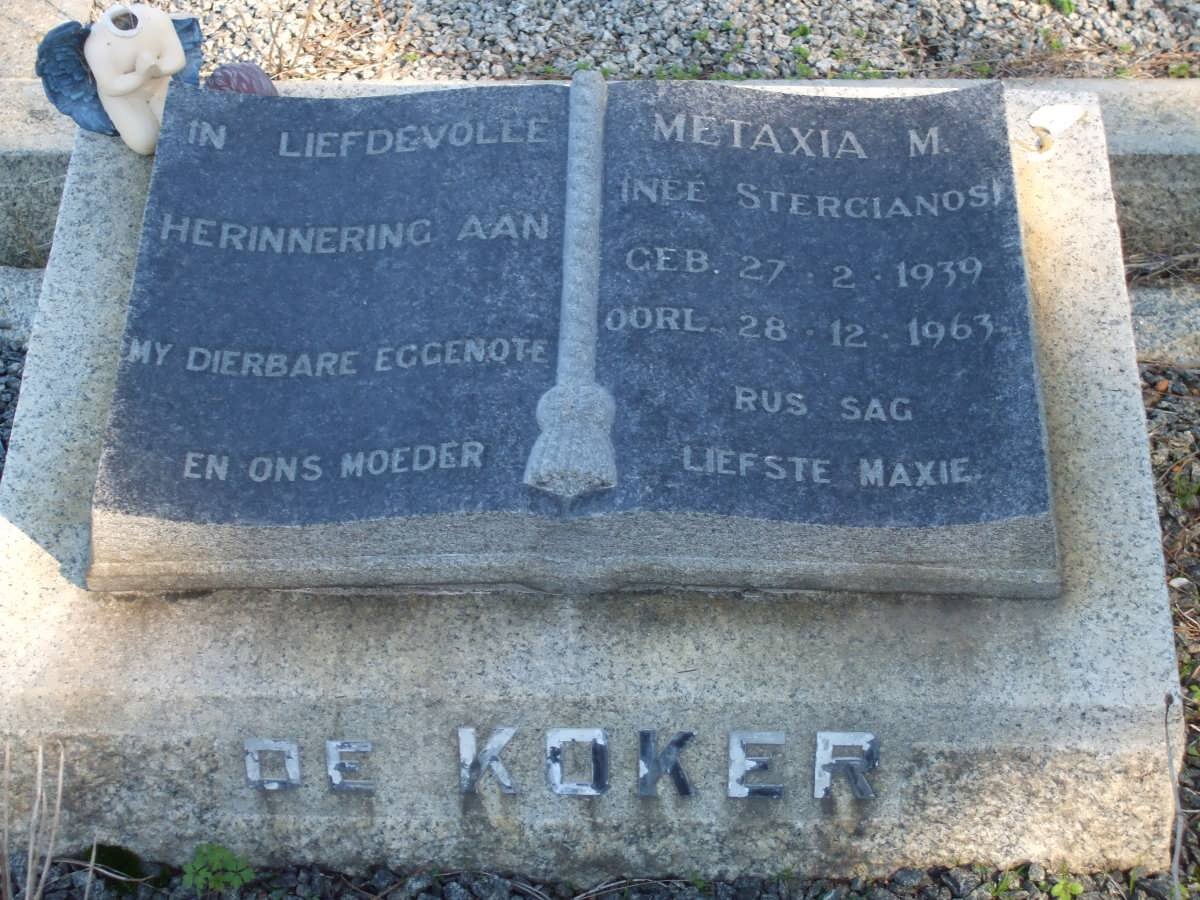 IN LIEFDEVOLLE
HERINNERING AAN
MY DIERBARE EGGENOTE
EN ONS MOEDER
METAXIA M.
(NEE STERGIANOS)
GEB. 27 · 2 · 1939
OORL. 28 · 12 · 1963.
RUS SAG
LIEFSTE MAXIE.
DE KOKER